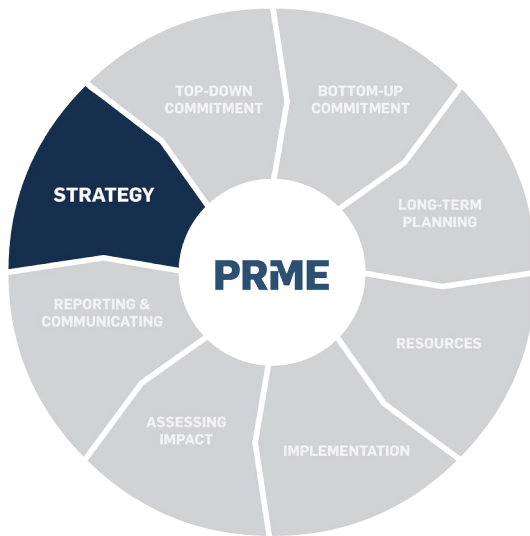 TOP-DOWN
COMMITMENT
BOTTOM-UP
COMMITMENT
STRATEGY
LONG-TERM
PLANNING
PRME
REPORTING &
COMMUNICATING
RESOURCES
ASSESSING
IMPACT
IMPLEMENTATION